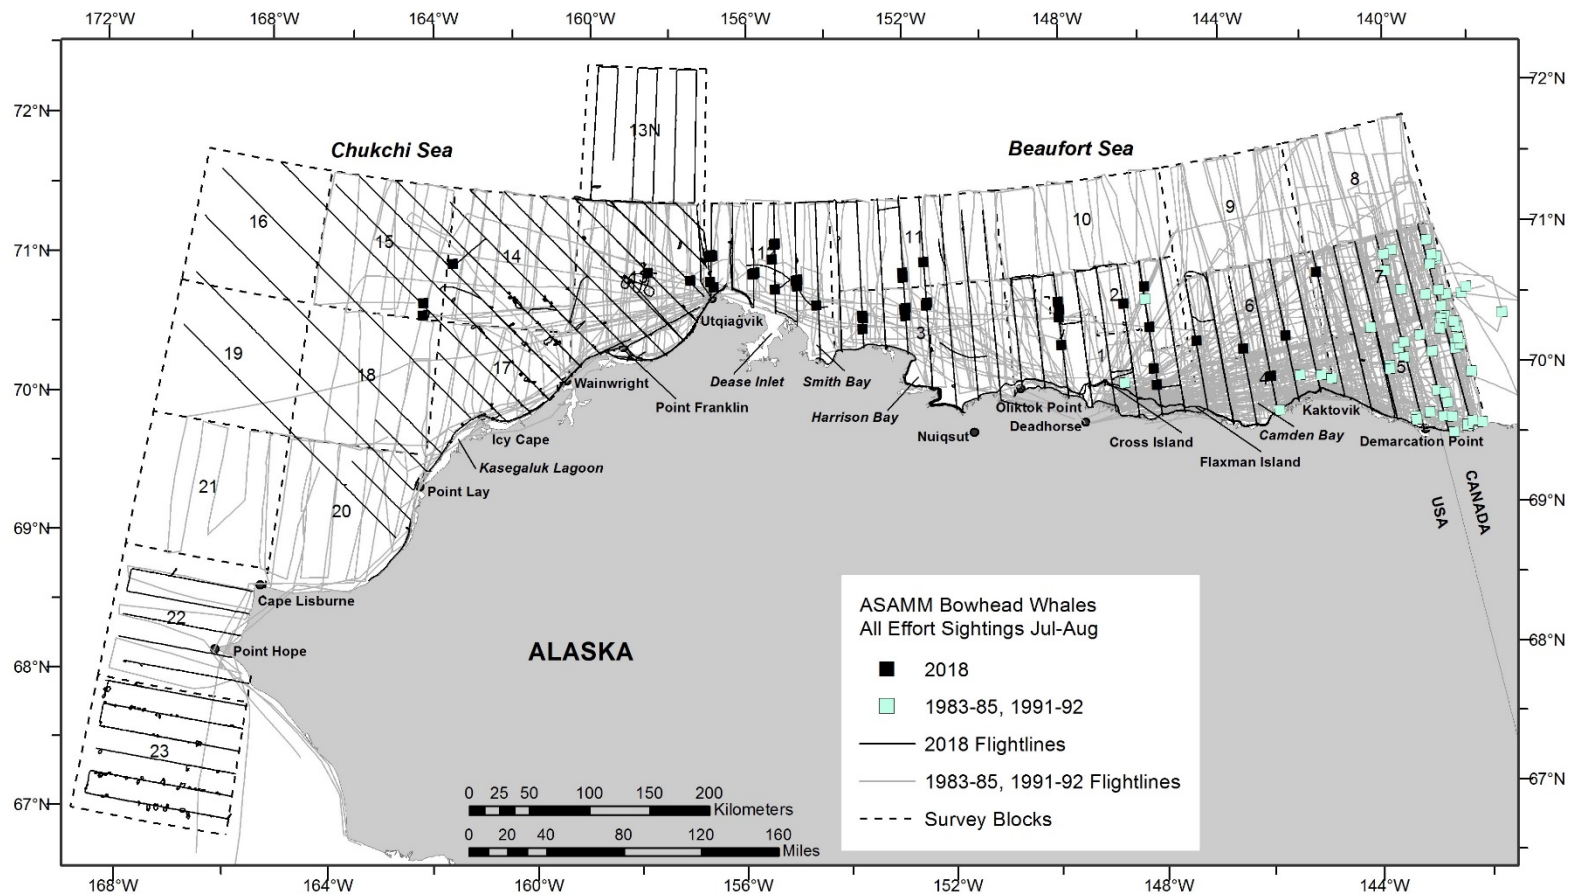 172°W 168°W 164°W 160°W 156°W 152°W 148°W 144°W 140°W
72°N 72°N
13N
Chukchi Sea Beaufort Sea
8
9
10
16 15 14 11
71°N 71°N
7
2
6
3
1
Utqiaġvik
19 18 17
70°N 70°N
4 5
Wainwright
Dease Inlet Smith Bay
Point Franklin
Harrison Bay
Oliktok Point
Kaktovik
Deadhorse
Nuiqsut
Cross Island
Camden Bay
Demarcation Point
Flaxman Island
Icy Cape
Kasegaluk Lagoon
Point Lay
21
20
69°N 69°N
USA
CANADA
Cape Lisburne
22
Point Hope
68°N 68°N
ALASKA
23
67°N 67°N
ASAMM Bowhead Whales
All Effort Sightings Jul-Aug
2018
1983-85, 1991-92
2018 Flightlines
1983-85, 1991-92 Flightlines
Survey Blocks
0 25 50 100 150 200
Kilometers
0 20 40 80 120 160
Miles
168°W 164°W 160°W 156°W 152°W 148°W 144°W 140°W